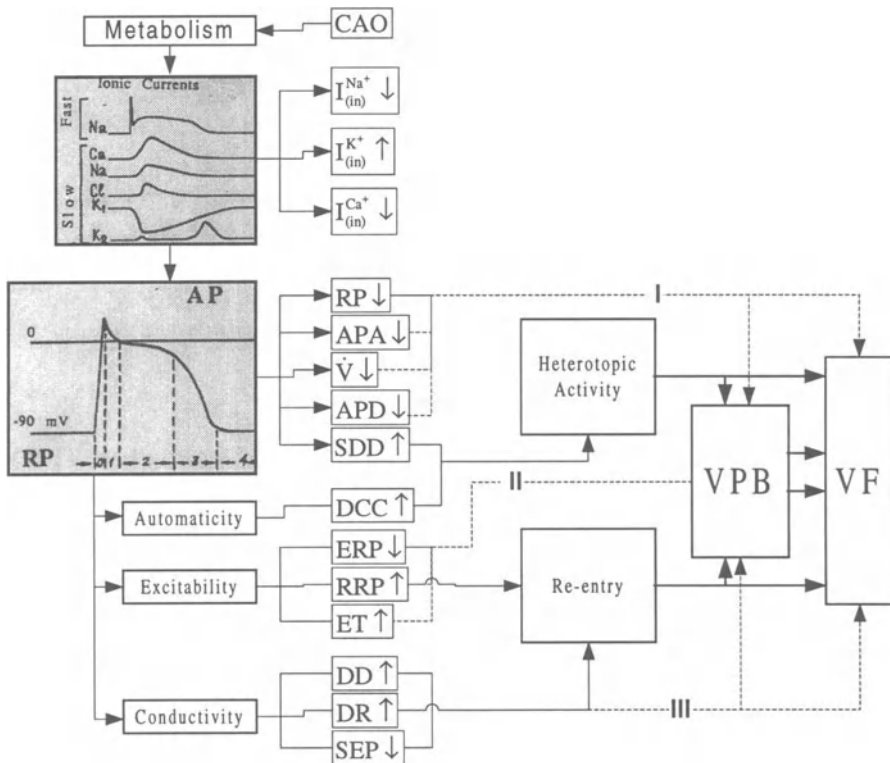 Metabolism
CAO
Ionic Currents
Fast
Na
Slow
Ca
Na
Cl
K₁
K₂
I (in) Na⁺ ↓
I (in) K⁺ ↑
I (in) Ca⁺ ↓
AP
0
-90 mV
RP
0 1 2 3 4
RP ↓
APA ↓
V̇ ↓
APD ↓
SDD ↑
I
Heterotopic
Activity
VPB
VF
II
Automaticity
DCC ↑
Excitability
ERP ↓
RRP ↑
ET ↑
Re-entry
Conductivity
DD ↑
DR ↑
SEP ↓
III